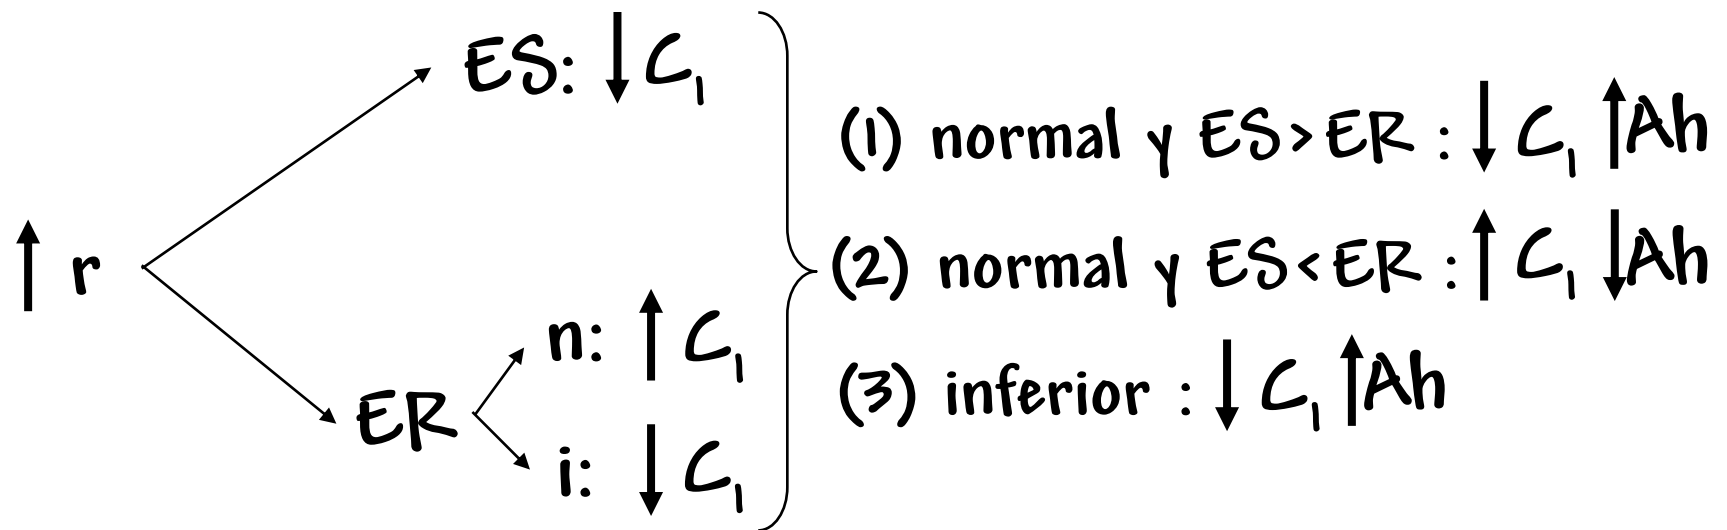 ES: ↓ C₁
↑ r
ER
n: ↑ C₁
i: ↓ C₁
(1) normal y ES > ER : ↓ C₁ ↑Ah
(2) normal y ES < ER : ↑ C₁ ↓Ah
(3) inferior : ↓ C₁ ↑Ah